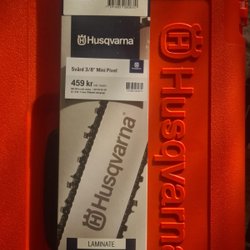 Husqvarna
Svärd 3/8" Mini Pixel
459 kr
Husqvarna
LAMINATE
Husqvarna